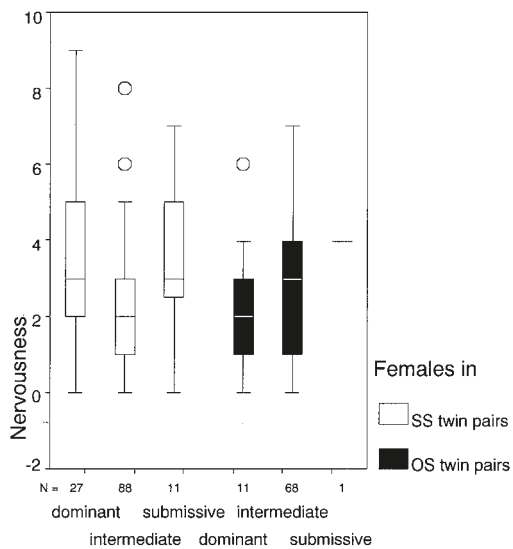 10
8
6
4
2
0
-2
Nervousness
Females in
SS twin pairs
OS twin pairs
N = 27 88 11 11 68 1
dominant submissive intermediate
intermediate dominant submissive